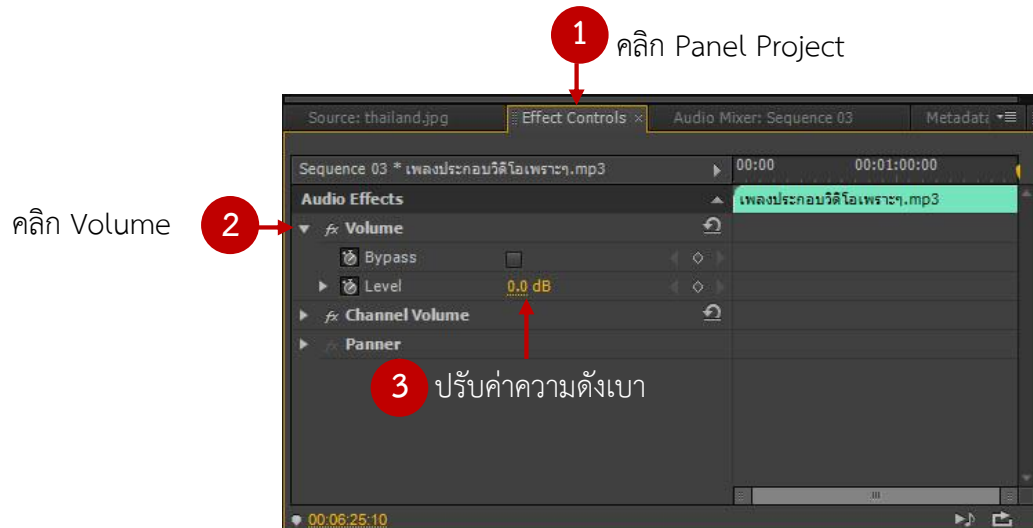 1 คลิก Panel Project
Source: thailand.jpg Effect Controls × Audio Mixer: Sequence 03 Metadata
Sequence 03 * เพลงประกอบวิดีโอเพราะๆ.mp3 00:00 00:01:00:00
Audio Effects เพลงประกอบวิดีโอเพราะๆ.mp3
คลิก Volume 2 fx Volume
Bypass
Level 0.0 dB
fx Channel Volume
fx Panner
3 ปรับค่าความดังเบา
00:06:25:10